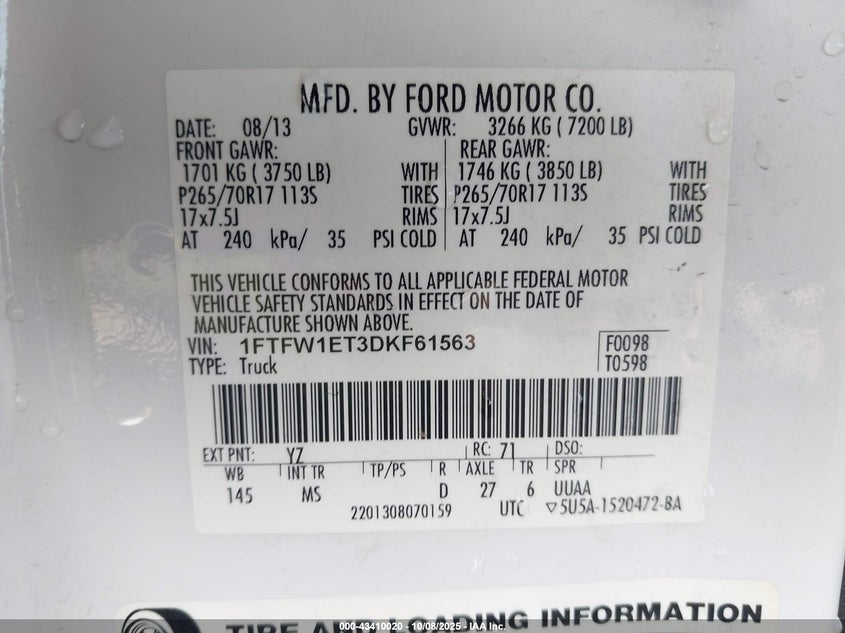 MFD. BY FORD MOTOR CO.
DATE: 08/13 GVWR: 3266 KG ( 7200 LB)
FRONT GAWR: REAR GAWR:
1701 KG ( 3750 LB) WITH 1746 KG ( 3850 LB) WITH
P265/70R17 113S TIRES P265/70R17 113S TIRES
17x7.5J RIMS 17x7.5J RIMS
AT 240 kPa/ 35 PSI COLD AT 240 kPa/ 35 PSI COLD
THIS VEHICLE CONFORMS TO ALL APPLICABLE FEDERAL MOTOR
VEHICLE SAFETY STANDARDS IN EFFECT ON THE DATE OF
MANUFACTURE SHOWN ABOVE.
VIN: 1FTFW1ET3DKF61563 F0098
TYPE: Truck T0598
EXT PNT: YZ RC: 71 DSO:
WB INT TR TP/PS R AXLE TR SPR
145 MS D 27 6 UUAA
2201308070159 UTC ▽5U5A-1520472-BA
TIRE AND LOADING INFORMATION
000-43410020 - 10/08/2025 - IAA Inc.